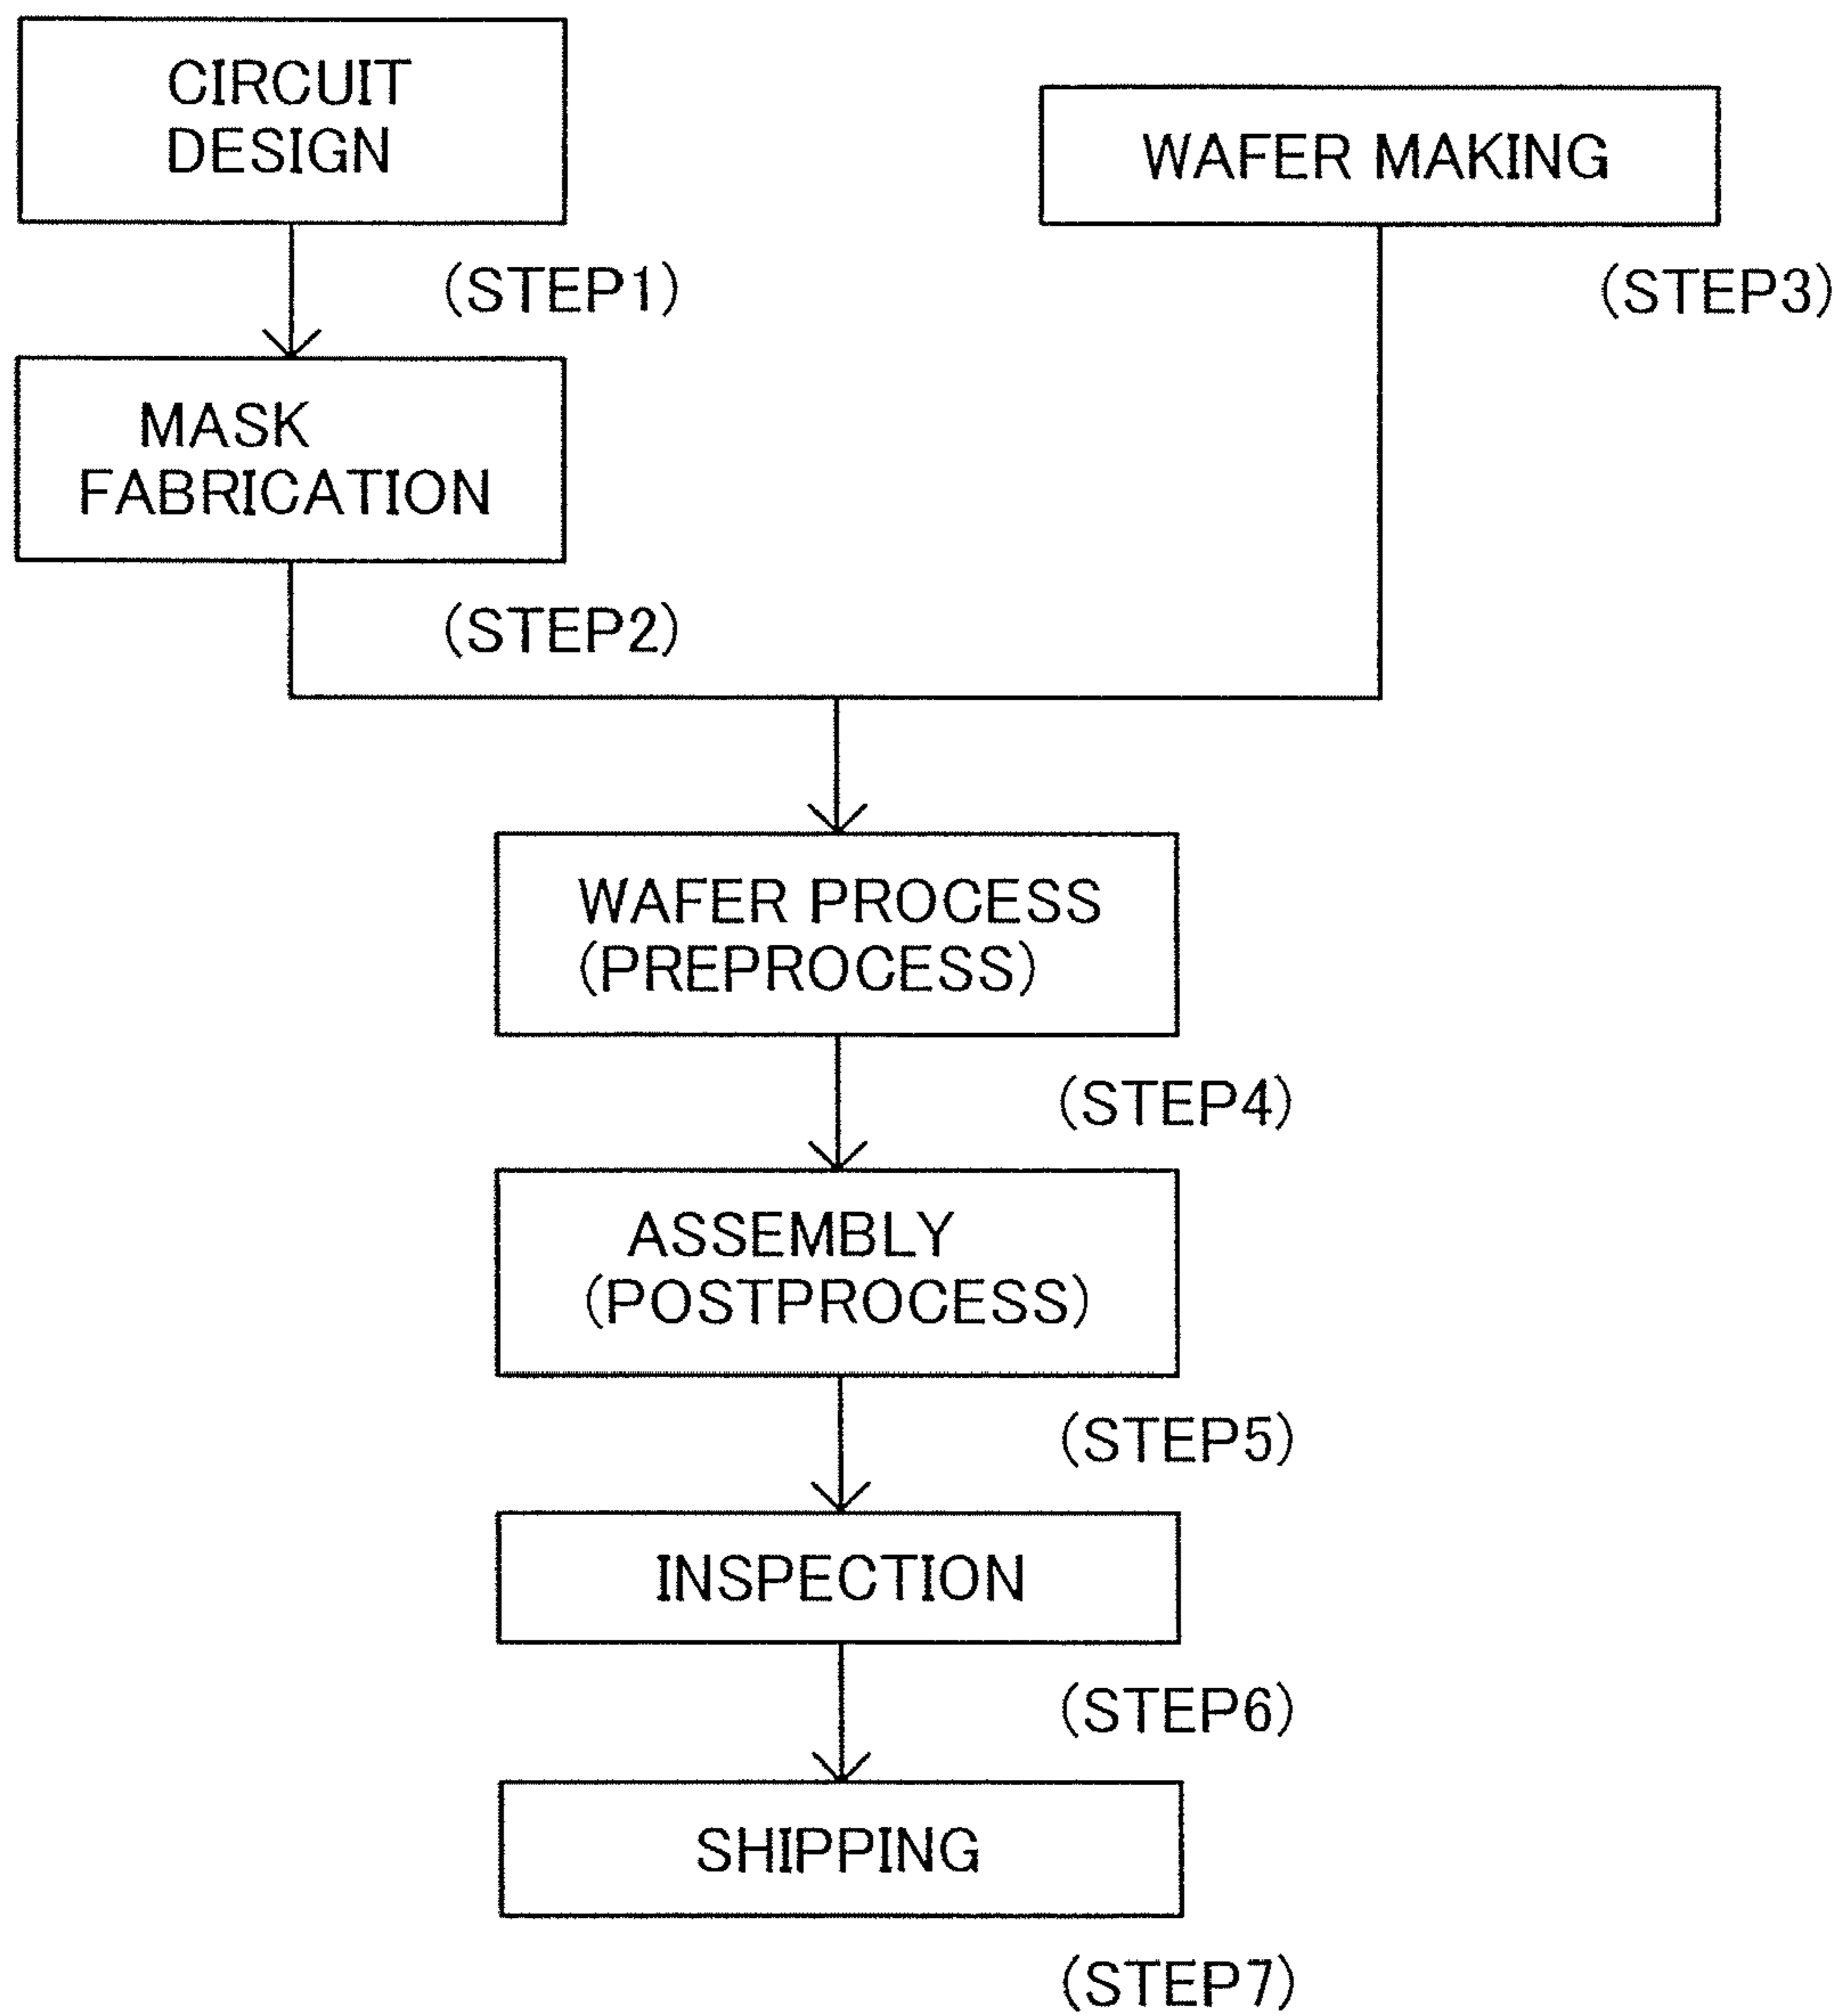 CIRCUIT
DESIGN
(STEP1)
MASK
FABRICATION
(STEP2)
WAFER MAKING
(STEP3)
WAFER PROCESS
(PREPROCESS)
(STEP4)
ASSEMBLY
(POSTPROCESS)
(STEP5)
INSPECTION
(STEP6)
SHIPPING
(STEP7)